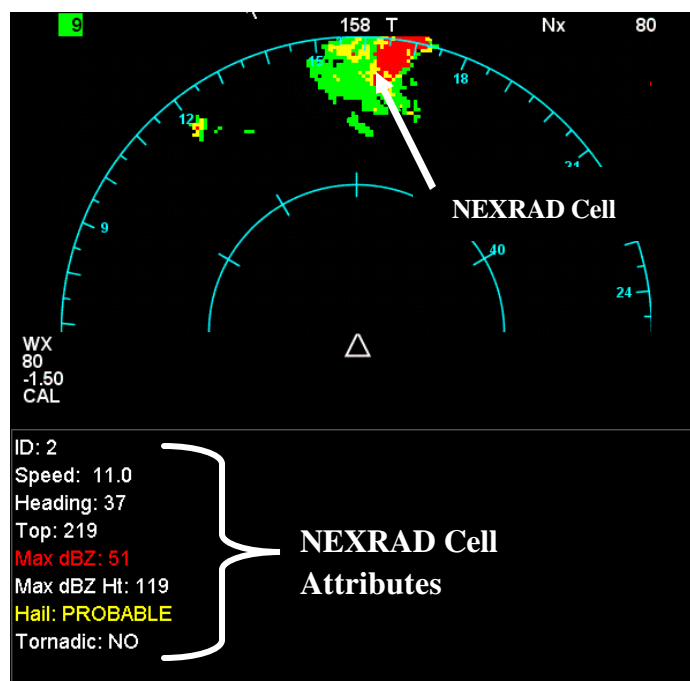 9
158 T
Nx
80
15
18
12
21
NEXRAD Cell
9
40
24
WX
80
-1.50
CAL
ID: 2
Speed: 11.0
Heading: 37
Top: 219
Max dBZ: 51
Max dBZ Ht: 119
Hail: PROBABLE
Tornadic: NO
NEXRAD Cell
Attributes